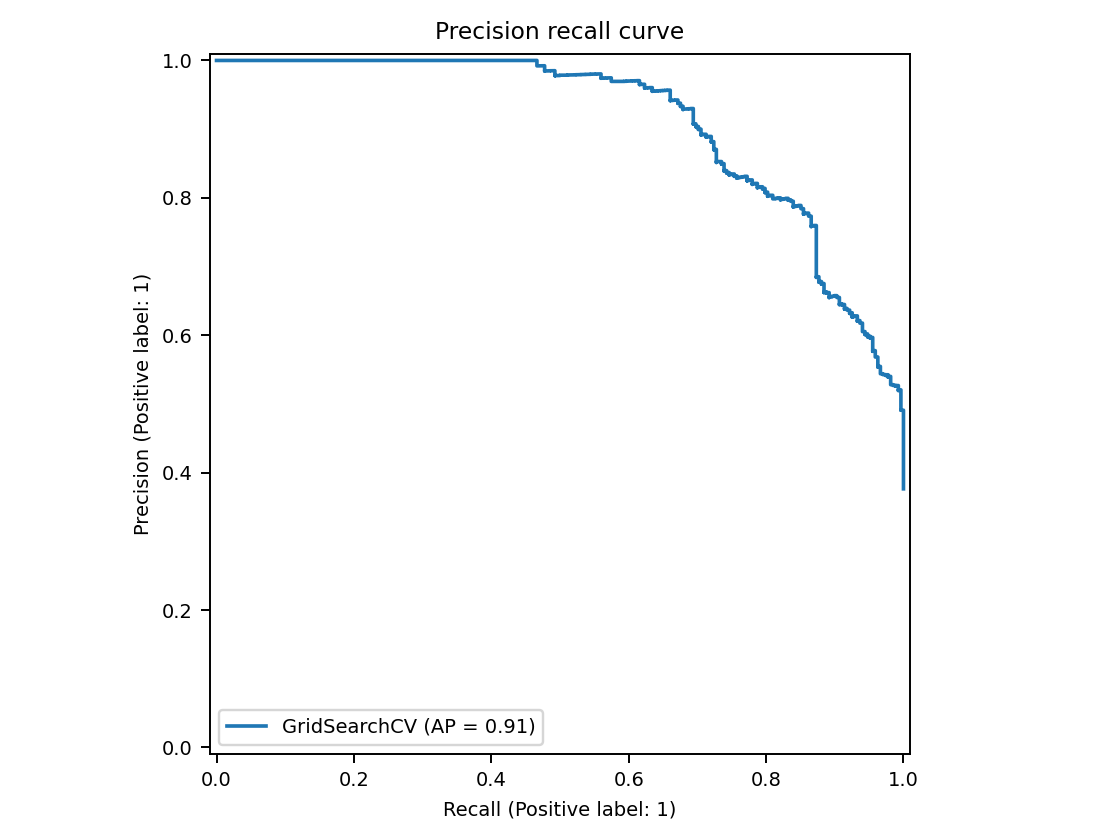 Precision recall curve
1.0
0.8
0.6
0.4
0.2
0.0
Precision (Positive label: 1)
GridSearchCV (AP = 0.91)
0.0 0.2 0.4 0.6 0.8 1.0
Recall (Positive label: 1)